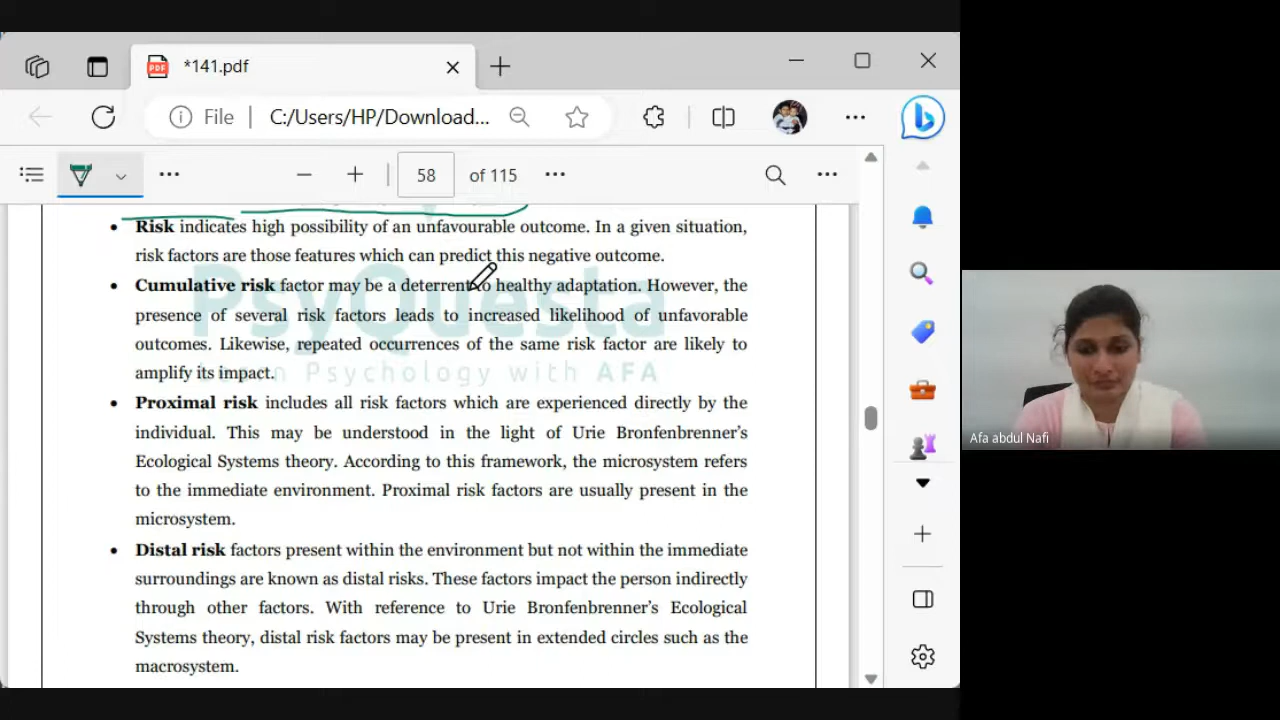 *141.pdf
File
C:/Users/HP/Download...
58 of 115
• Risk indicates high possibility of an unfavourable outcome. In a given situation,
risk factors are those features which can predict this negative outcome.
• Cumulative risk factor may be a deterrent to healthy adaptation. However, the
presence of several risk factors leads to increased likelihood of unfavorable
outcomes. Likewise, repeated occurrences of the same risk factor are likely to
amplify its impact.
PsyQuesta
Learn Psychology with AFA
• Proximal risk includes all risk factors which are experienced directly by the
individual. This may be understood in the light of Urie Bronfenbrenner's
Ecological Systems theory. According to this framework, the microsystem refers
to the immediate environment. Proximal risk factors are usually present in the
microsystem.
• Distal risk factors present within the environment but not within the immediate
surroundings are known as distal risks. These factors impact the person indirectly
through other factors. With reference to Urie Bronfenbrenner's Ecological
Systems theory, distal risk factors may be present in extended circles such as the
macrosystem.
Afa abdul Nafi